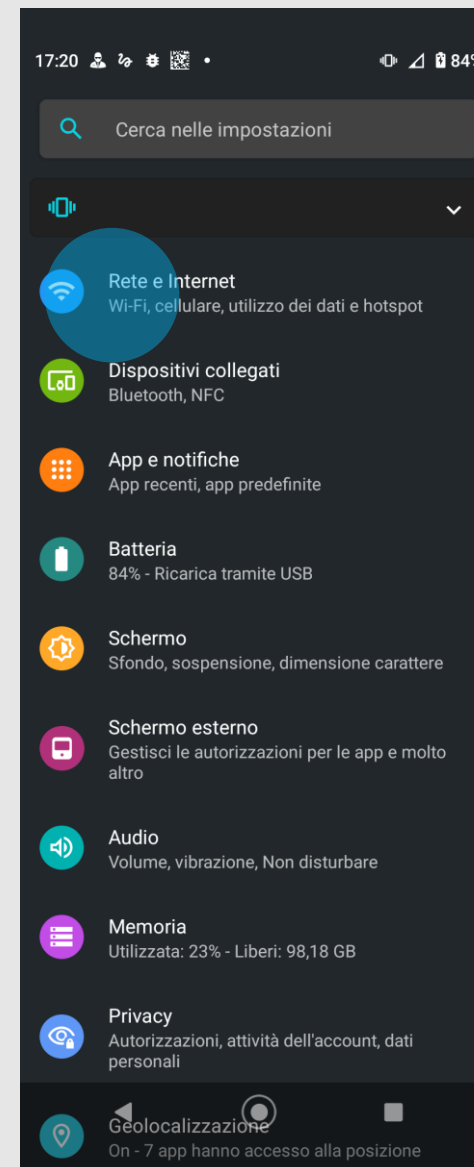 17:20
84%
Cerca nelle impostazioni
Rete e Internet
Wi-Fi, cellulare, utilizzo dei dati e hotspot
Dispositivi collegati
Bluetooth, NFC
App e notifiche
App recenti, app predefinite
Batteria
84% - Ricarica tramite USB
Schermo
Sfondo, sospensione, dimensione carattere
Schermo esterno
Gestisci le autorizzazioni per le app e molto
altro
Audio
Volume, vibrazione, Non disturbare
Memoria
Utilizzata: 23% - Liberi: 98,18 GB
Privacy
Autorizzazioni, attività dell'account, dati
personali
Geolocalizzazione
On - 7 app hanno accesso alla posizione